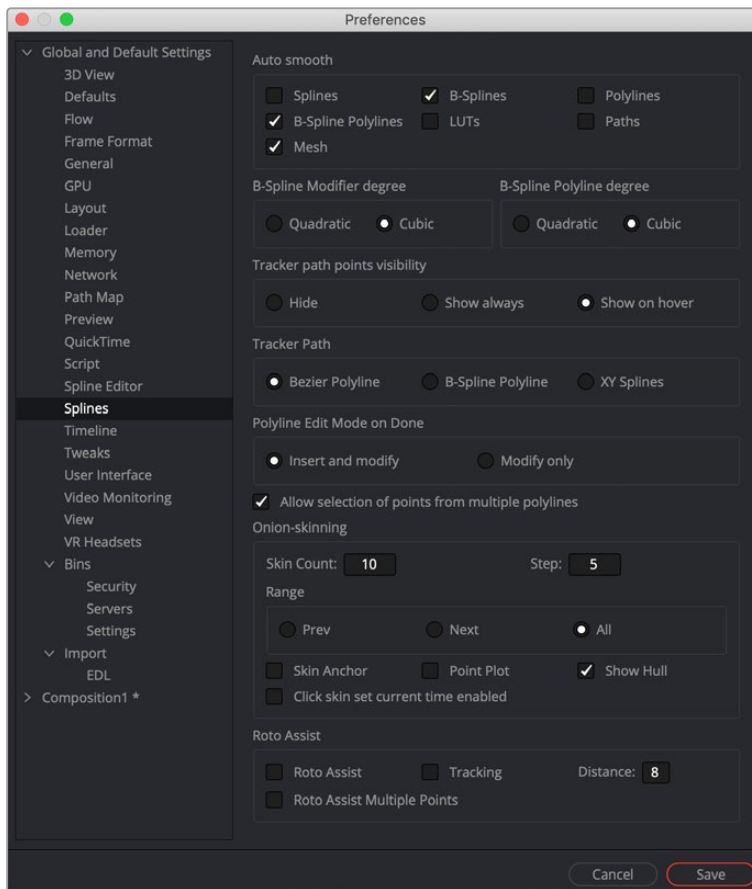 Preferences
Global and Default Settings
3D View
Defaults
Flow
Frame Format
General
GPU
Layout
Loader
Memory
Network
Path Map
Preview
QuickTime
Script
Spline Editor
Splines
Timeline
Tweaks
User Interface
Video Monitoring
View
VR Headsets
Bins
Security
Servers
Settings
Import
EDL
Composition1 *
Auto smooth
Splines B-Splines Polylines
B-Spline Polylines LUTs Paths
Mesh
B-Spline Modifier degree B-Spline Polyline degree
Quadratic Cubic Quadratic Cubic
Tracker path points visibility
Hide Show always Show on hover
Tracker Path
Bezier Polyline B-Spline Polyline XY Splines
Polyline Edit Mode on Done
Insert and modify Modify only
Allow selection of points from multiple polylines
Onion-skinning
Skin Count: 10 Step: 5
Range
Prev Next All
Skin Anchor Point Plot Show Hull
Click skin set current time enabled
Roto Assist
Roto Assist Tracking Distance: 8
Roto Assist Multiple Points
Cancel Save